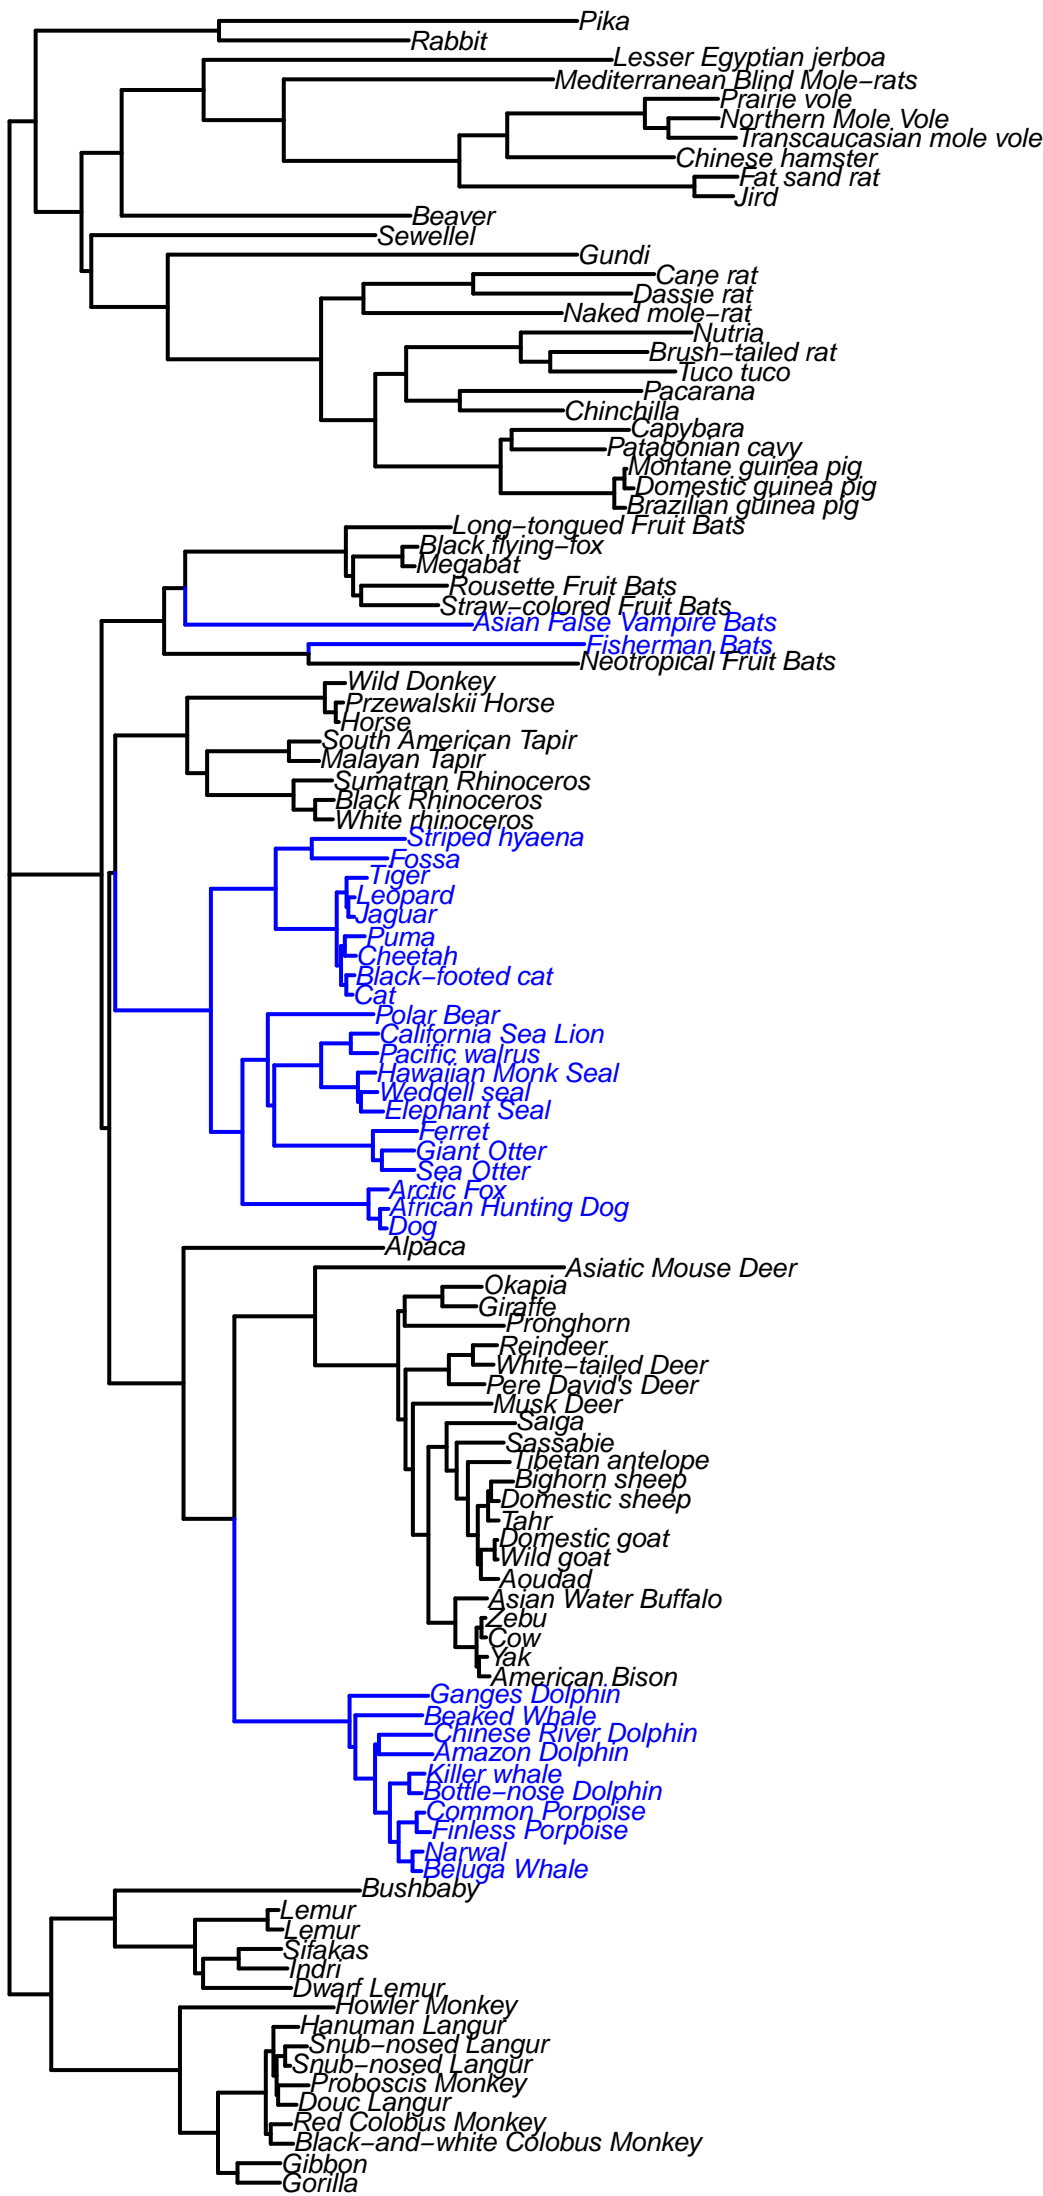 Pika
Rabbit
Lesser Egyptian jerboa
Mediterranean Blind Mole−rats
Prairie vole
Northern Mole Vole
Transcaucasian mole vole
Chinese hamster
Fat sand rat
Jird
Beaver
Sewellel
Gundi
Cane rat
Dassie rat
Naked mole−rat
Nutria
Brush−tailed rat
Tuco tuco
Pacarana
Chinchilla
Capybara
Patagonian cavy
Montane guinea pig
Domestic guinea pig
Brazilian guinea pig
Long−tongued Fruit Bats
Black flying−fox
Megabat
Rousette Fruit Bats
Straw−colored Fruit Bats
Asian False Vampire Bats
Fisherman Bats
Neotropical Fruit Bats
Wild Donkey
Przewalskii Horse
Horse
South American Tapir
Malayan Tapir
Sumatran Rhinoceros
Black Rhinoceros
White rhinoceros
Striped hyaena
Fossa
Tiger
Leopard
Jaguar
Puma
Cheetah
Black−footed cat
Cat
Polar Bear
California Sea Lion
Pacific walrus
Hawaiian Monk Seal
Weddell seal
Elephant Seal
Ferret
Giant Otter
Sea Otter
Arctic Fox
African Hunting Dog
Dog
Alpaca
Asiatic Mouse Deer
Okapia
Giraffe
Pronghorn
Reindeer
White−tailed Deer
Pere David's Deer
Musk Deer
Saiga
Sassabie
Tibetan antelope
Bighorn sheep
Domestic sheep
Tahr
Domestic goat
Wild goat
Aoudad
Asian Water Buffalo
Zebu
Cow
Yak
American Bison
Ganges Dolphin
Beaked Whale
Chinese River Dolphin
Amazon Dolphin
Killer whale
Bottle−nose Dolphin
Common Porpoise
Finless Porpoise
Narwal
Beluga Whale
Bushbaby
Lemur
Lemur
Sifakas
Indri
Dwarf Lemur
Howler Monkey
Hanuman Langur
Snub−nosed Langur
Snub−nosed Langur
Proboscis Monkey
Douc Langur
Red Colobus Monkey
Black−and−white Colobus Monkey
Gibbon
Gorilla